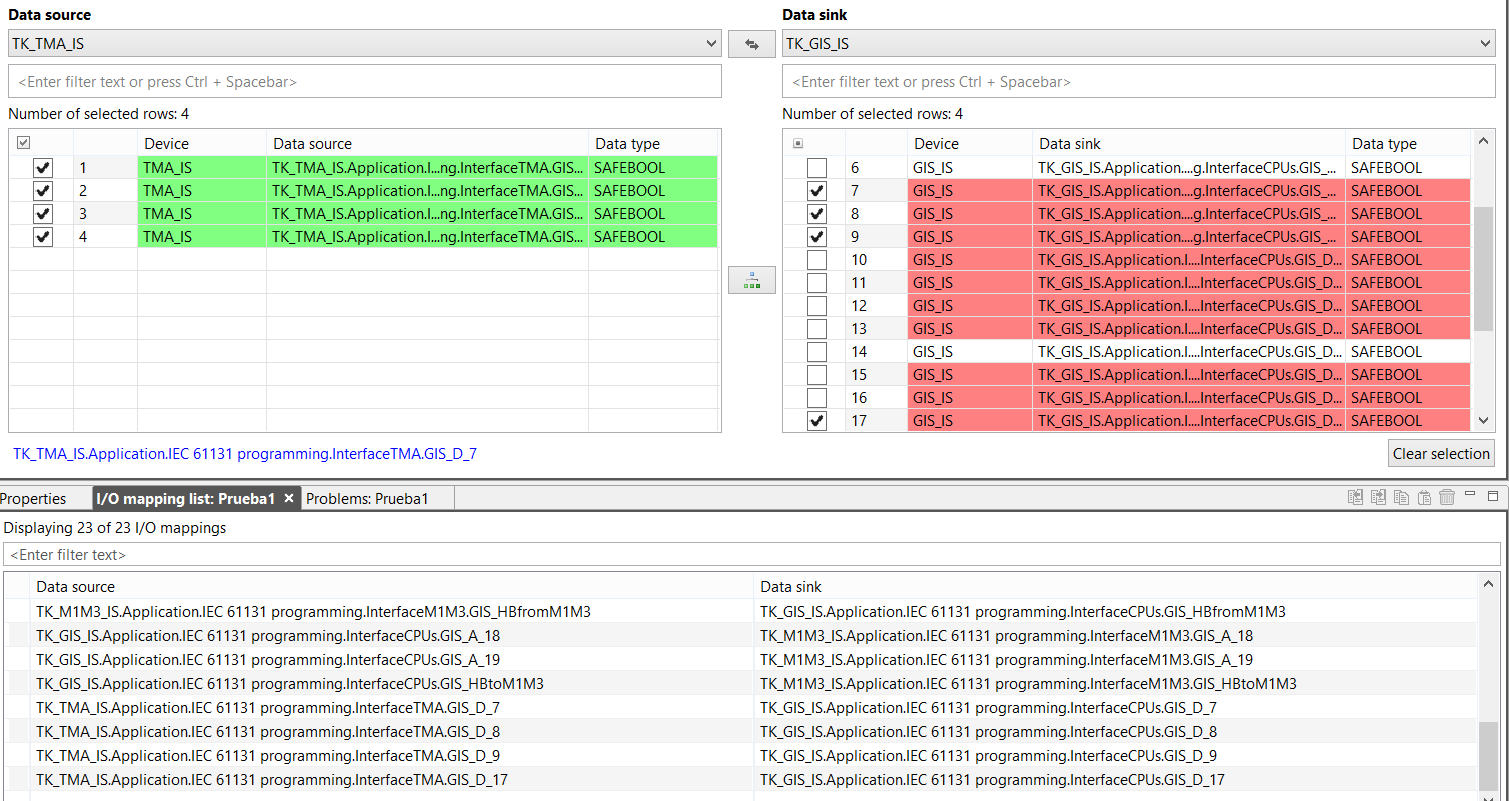 Data source Data sink
TK_TMA_IS TK_GIS_IS
<Enter filter text or press Ctrl + Spacebar> <Enter filter text or press Ctrl + Spacebar>
Number of selected rows: 4 Number of selected rows: 4
Device Data source Data type Device Data sink Data type
1 TMA_IS TK_TMA_IS.Application.I...ng.InterfaceTMA.GIS... SAFEBOOL 6 GIS_IS TK_GIS_IS.Application....g.InterfaceCPUs.GIS_... SAFEBOOL
2 TMA_IS TK_TMA_IS.Application.I...ng.InterfaceTMA.GIS... SAFEBOOL 7 GIS_IS TK_GIS_IS.Application....g.InterfaceCPUs.GIS_... SAFEBOOL
3 TMA_IS TK_TMA_IS.Application.I...ng.InterfaceTMA.GIS... SAFEBOOL 8 GIS_IS TK_GIS_IS.Application....g.InterfaceCPUs.GIS_... SAFEBOOL
4 TMA_IS TK_TMA_IS.Application.I...ng.InterfaceTMA.GIS... SAFEBOOL 9 GIS_IS TK_GIS_IS.Application....g.InterfaceCPUs.GIS_... SAFEBOOL
10 GIS_IS TK_GIS_IS.Application.I....InterfaceCPUs.GIS_D... SAFEBOOL
11 GIS_IS TK_GIS_IS.Application.I....InterfaceCPUs.GIS_D... SAFEBOOL
12 GIS_IS TK_GIS_IS.Application.I....InterfaceCPUs.GIS_D... SAFEBOOL
13 GIS_IS TK_GIS_IS.Application.I....InterfaceCPUs.GIS_D... SAFEBOOL
14 GIS_IS TK_GIS_IS.Application.I....InterfaceCPUs.GIS_D... SAFEBOOL
15 GIS_IS TK_GIS_IS.Application.I....InterfaceCPUs.GIS_D... SAFEBOOL
16 GIS_IS TK_GIS_IS.Application.I....InterfaceCPUs.GIS_D... SAFEBOOL
17 GIS_IS TK_GIS_IS.Application.I....InterfaceCPUs.GIS_D... SAFEBOOL
TK_TMA_IS.Application.IEC 61131 programming.InterfaceTMA.GIS_D_7 Clear selection
Properties I/O mapping list: Prueba1 Problems: Prueba1
Displaying 23 of 23 I/O mappings
<Enter filter text>
Data source Data sink
TK_M1M3_IS.Application.IEC 61131 programming.InterfaceM1M3.GIS_HBfromM1M3 TK_GIS_IS.Application.IEC 61131 programming.InterfaceCPUs.GIS_HBfromM1M3
TK_GIS_IS.Application.IEC 61131 programming.InterfaceCPUs.GIS_A_18 TK_M1M3_IS.Application.IEC 61131 programming.InterfaceM1M3.GIS_A_18
TK_GIS_IS.Application.IEC 61131 programming.InterfaceCPUs.GIS_A_19 TK_M1M3_IS.Application.IEC 61131 programming.InterfaceM1M3.GIS_A_19
TK_GIS_IS.Application.IEC 61131 programming.InterfaceCPUs.GIS_HBtoM1M3 TK_M1M3_IS.Application.IEC 61131 programming.InterfaceM1M3.GIS_HBtoM1M3
TK_TMA_IS.Application.IEC 61131 programming.InterfaceTMA.GIS_D_7 TK_GIS_IS.Application.IEC 61131 programming.InterfaceCPUs.GIS_D_7
TK_TMA_IS.Application.IEC 61131 programming.InterfaceTMA.GIS_D_8 TK_GIS_IS.Application.IEC 61131 programming.InterfaceCPUs.GIS_D_8
TK_TMA_IS.Application.IEC 61131 programming.InterfaceTMA.GIS_D_9 TK_GIS_IS.Application.IEC 61131 programming.InterfaceCPUs.GIS_D_9
TK_TMA_IS.Application.IEC 61131 programming.InterfaceTMA.GIS_D_17 TK_GIS_IS.Application.IEC 61131 programming.InterfaceCPUs.GIS_D_17